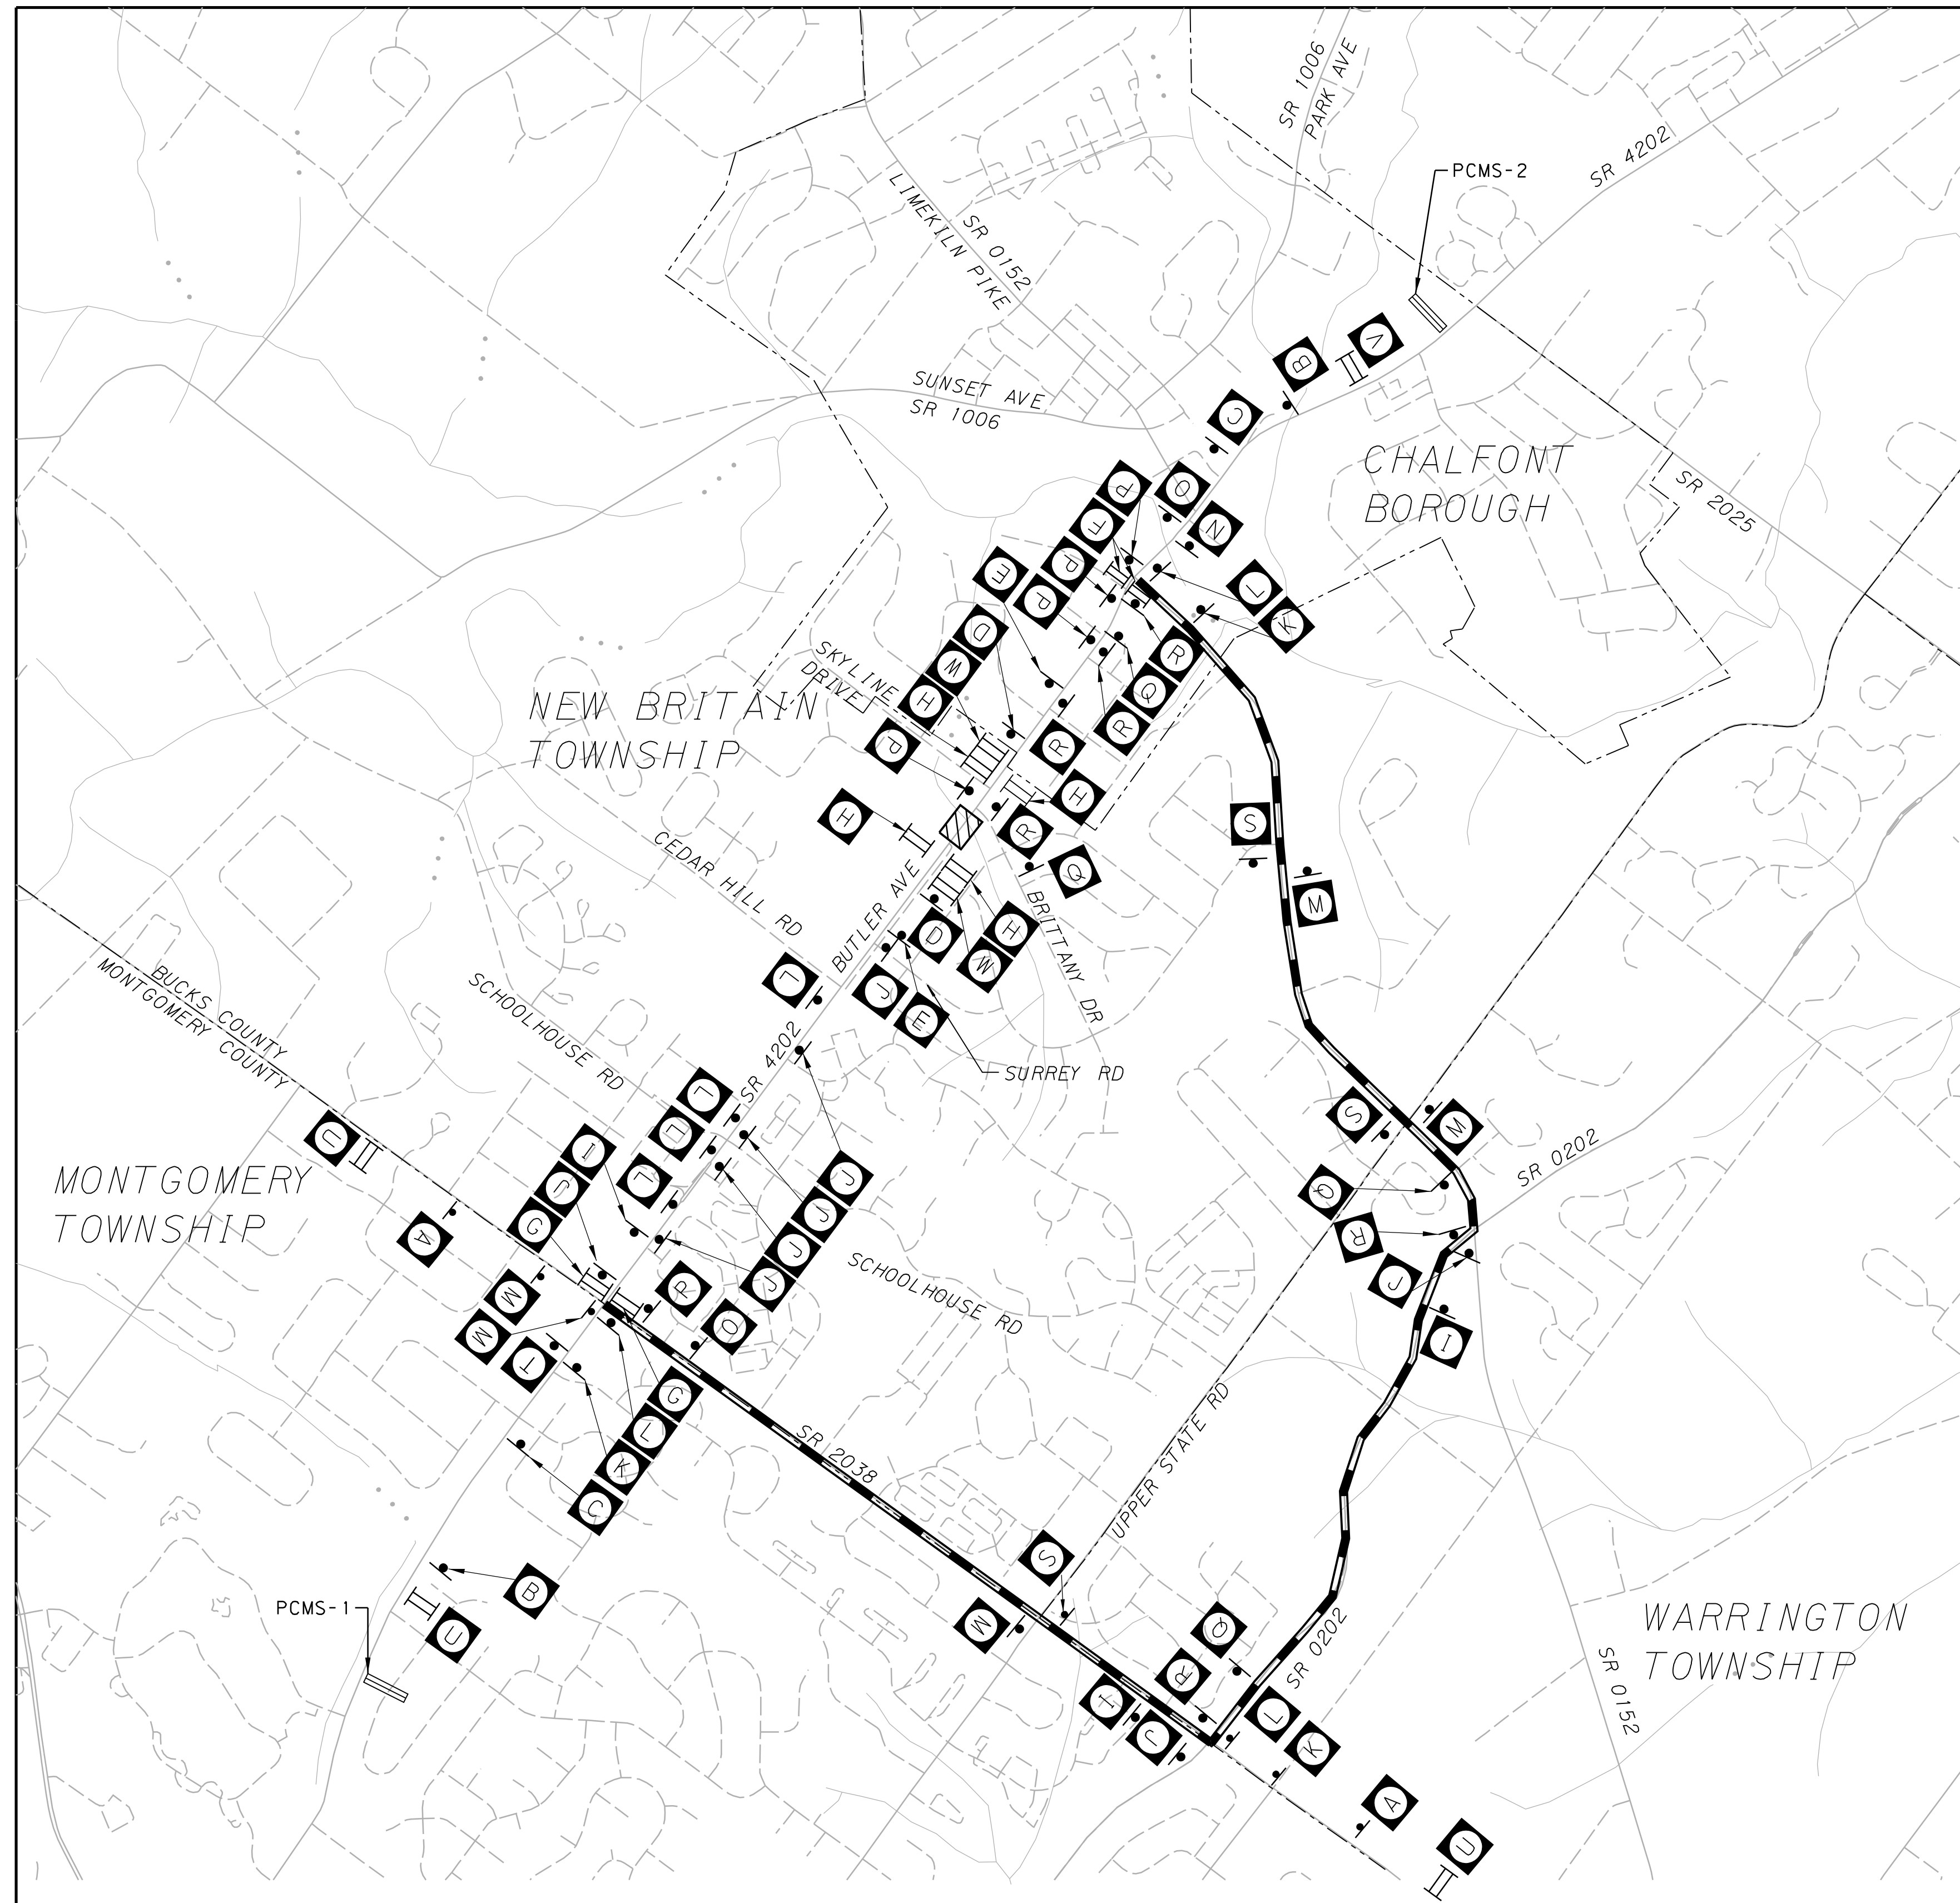 SR 1006
PARK AVE
SR 4202
PCMS-2
LIMEKILN PIKE
SR 0152
SUNSET AVE
SR 1006
V
B
C
CHALFONT
BOROUGH
SR 2025
P
F
P
P
O
N
L
K
E
D
W
H
P
SKYLINE
DRIVE
NEW BRITAIN
TOWNSHIP
R
Q
R
R
H
R
Q
H
S
M
CEDAR HILL RD
BUTLER AVE
BRITTANY DR
D
H
W
J
E
L
SURREY RD
BUCKS COUNTY
MONTGOMERY COUNTY
SCHOOLHOUSE RD
SR 4202
L
L
L
I
J
G
U
A
MONTGOMERY
TOWNSHIP
J
J
J
J
SCHOOLHOUSE RD
S
M
Q
R
J
I
SR 0202
P
O
M
M
T
G
L
K
C
SR 2038
UPPER STATE RD
B
U
PCMS-1
S
M
Q
R
I
J
L
K
SR 0202
SR 0152
WARRINGTON
TOWNSHIP
A
U